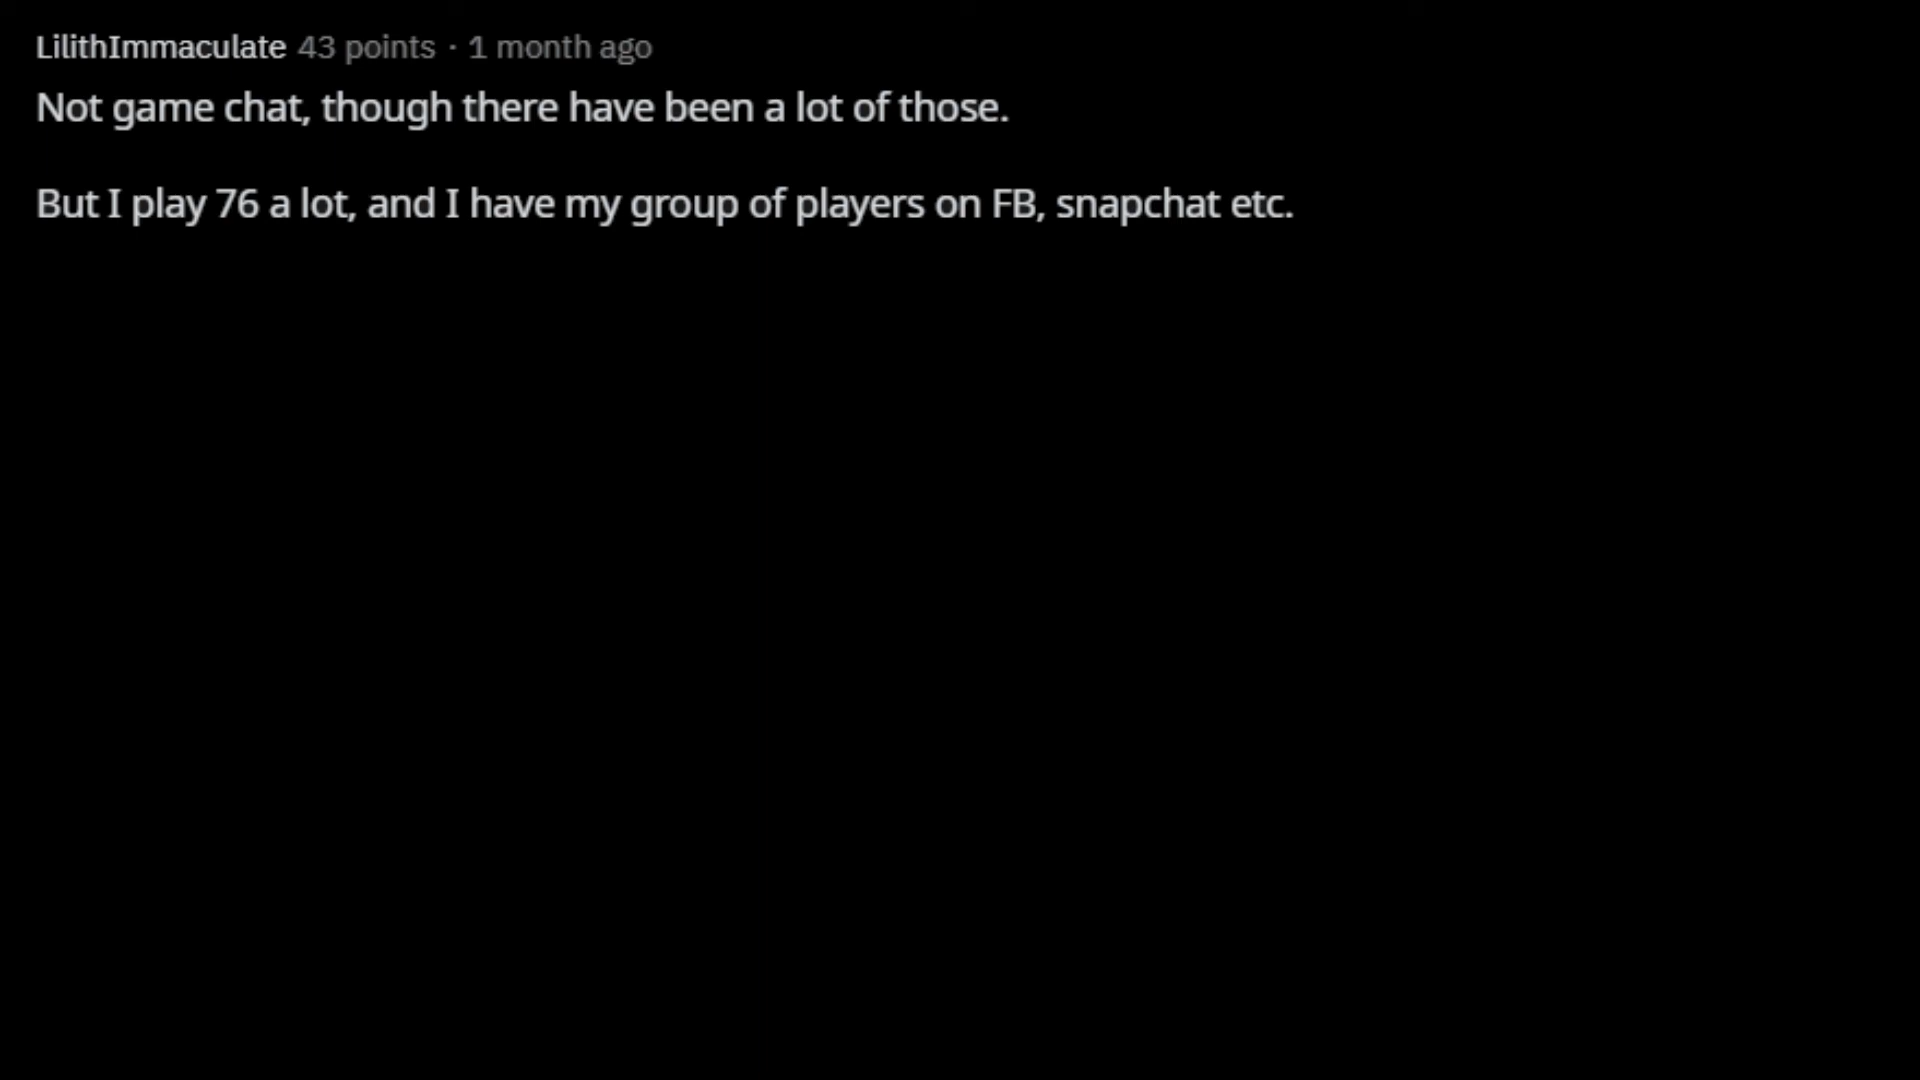 LilithImmaculate 43 points · 1 month ago
Not game chat, though there have been a lot of those.
But I play 76 a lot, and I have my group of players on FB, snapchat etc.